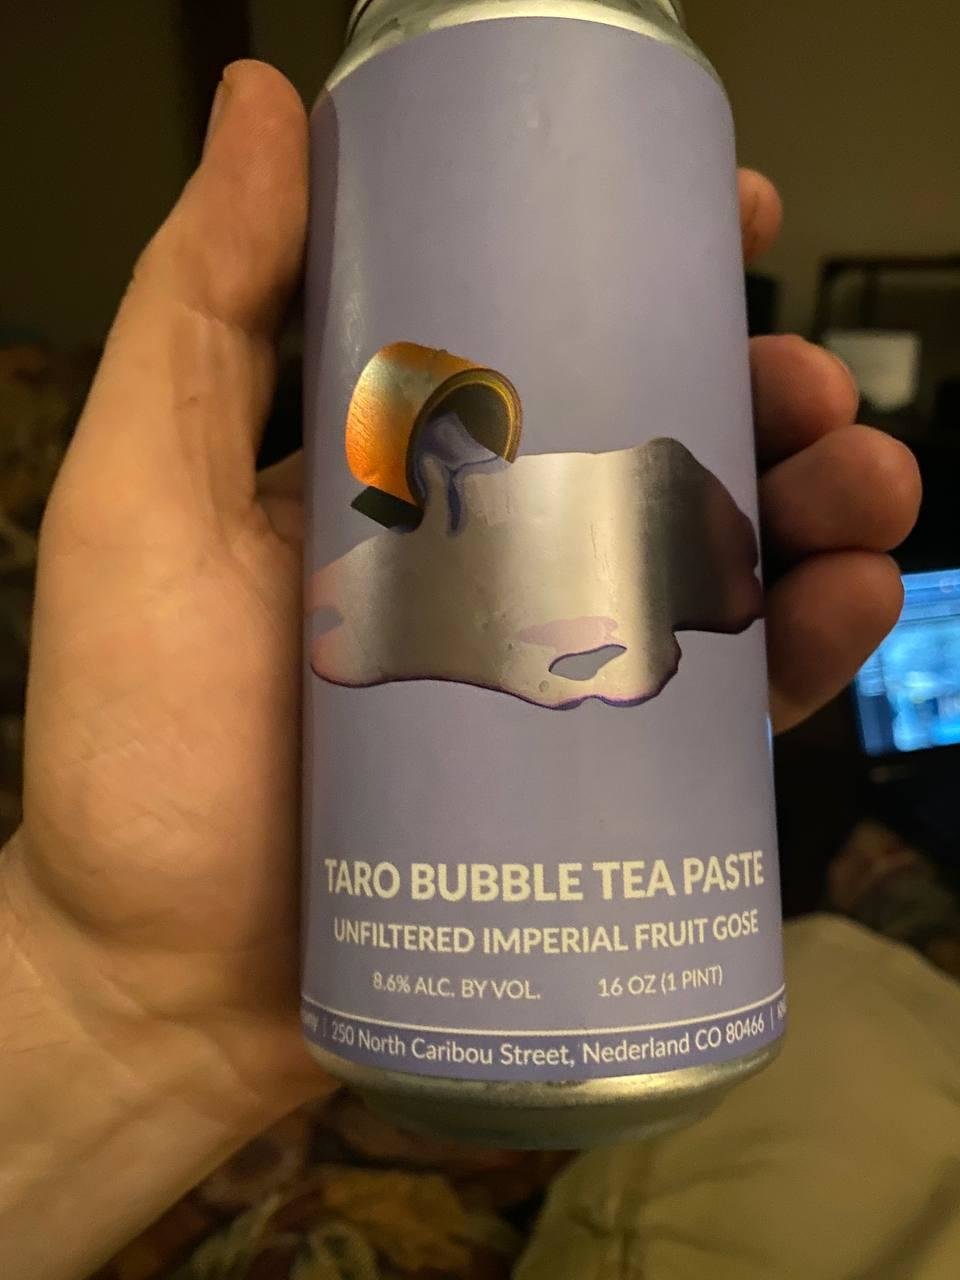 TARO BUBBLE TEA PASTE
UNFILTERED IMPERIAL FRUIT GOSE
8.6% ALC. BY VOL. 16 OZ (1 PINT)
| 250 North Caribou Street, Nederland CO 80466 |